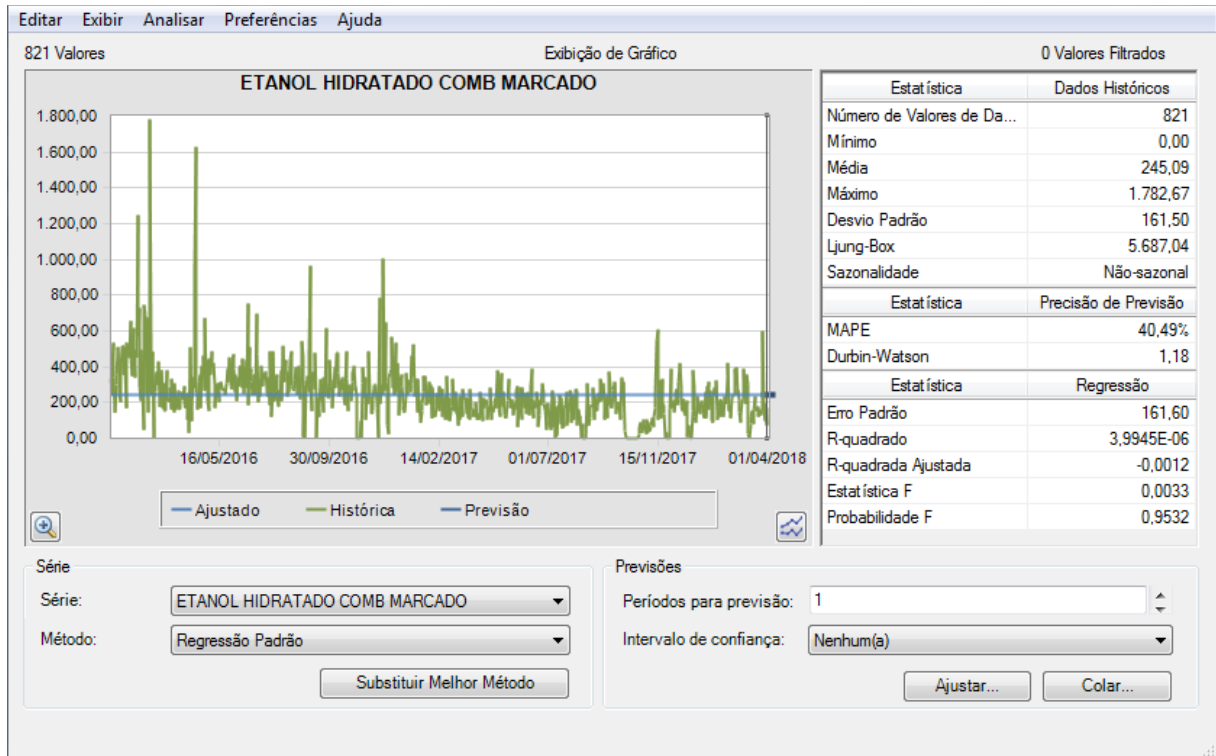 Editar Exibir Analisar Preferências Ajuda
821 Valores Exibição de Gráfico 0 Valores Filtrados
ETANOL HIDRATADO COMB MARCADO
1.800,00
1.600,00
1.400,00
1.200,00
1.000,00
800,00
600,00
400,00
200,00
0,00
16/05/2016 30/09/2016 14/02/2017 01/07/2017 15/11/2017 01/04/2018
Ajustado Histórica Previsão
Estatística Dados Históricos
Número de Valores de Da... 821
Mínimo 0,00
Média 245,09
Máximo 1.782,67
Desvio Padrão 161,50
Ljung-Box 5.687,04
Sazonalidade Não-sazonal
Estatística Precisão de Previsão
MAPE 40,49%
Durbin-Watson 1,18
Estatística Regressão
Erro Padrão 161,60
R-quadrado 3,9945E-06
R-quadrada Ajustada -0,0012
Estatística F 0,0033
Probabilidade F 0,9532
Série
Série: ETANOL HIDRATADO COMB MARCADO
Método: Regressão Padrão
Substituir Melhor Método
Previsões
Períodos para previsão: 1
Intervalo de confiança: Nenhum(a)
Ajustar... Colar...